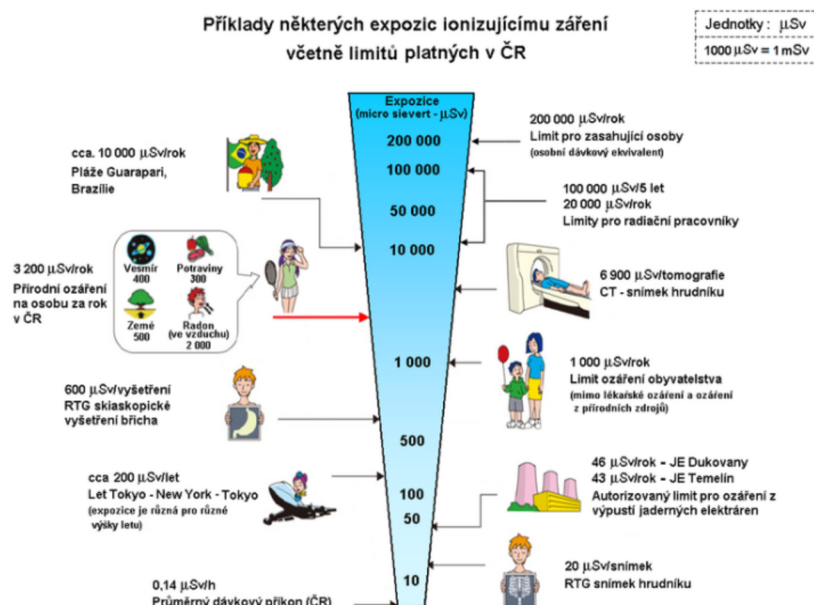 Příklady některých expozic ionizujícímu záření
včetně limitů platných v ČR
Jednotky : μSv
1000 μSv = 1 mSv
Expozice
(micro sievert - μSv)
200 000
100 000
50 000
10 000
1 000
500
100
50
10
cca. 10 000 μSv/rok
Pláže Guarapari,
Brazílie
3 200 μSv/rok
Přírodní ozáření
na osobu za rok
v ČR
Vesmír
400
Potraviny
300
Země
500
Radon
(ve vzduchu)
2 000
600 μSv/vyšetření
RTG skiaskopické
vyšetření břicha
cca 200 μSv/let
Let Tokyo - New York - Tokyo
(expozice je různá pro různé
výšky letu)
0,14 μSv/h
Průměrný dávkový příkon (ČR)
200 000 μSv/rok
Limit pro zasahující osoby
(osobní dávkový ekvivalent)
100 000 μSv/5 let
20 000 μSv/rok
Limity pro radiační pracovníky
6 900 μSv/tomografie
CT - snímek hrudníku
1 000 μSv/rok
Limit ozáření obyvatelstva
(mimo lékařské ozáření a ozáření
z přírodních zdrojů)
46 μSv/rok - JE Dukovany
43 μSv/rok - JE Temelín
Autorizovaný limit pro ozáření z
výpustí jaderných elektráren
20 μSv/snímek
RTG snímek hrudníku